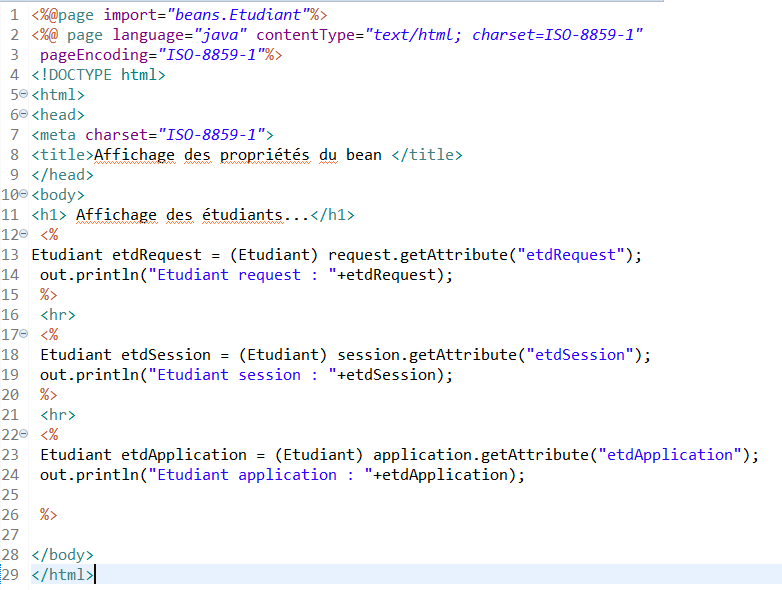 1 <%@page import="beans.Etudiant"%>
2 <%@ page language="java" contentType="text/html; charset=ISO-8859-1"
3  pageEncoding="ISO-8859-1"%>
4 <!DOCTYPE html>
5 <html>
6 <head>
7 <meta charset="ISO-8859-1">
8 <title>Affichage des propriétés du bean </title>
9 </head>
10 <body>
11 <h1> Affichage des étudiants...</h1>
12  <%
13 Etudiant etdRequest = (Etudiant) request.getAttribute("etdRequest");
14  out.println("Etudiant request : "+etdRequest);
15  %>
16  <hr>
17  <%
18  Etudiant etdSession = (Etudiant) session.getAttribute("etdSession");
19  out.println("Etudiant session : "+etdSession);
20  %>
21  <hr>
22  <%
23  Etudiant etdApplication = (Etudiant) application.getAttribute("etdApplication");
24  out.println("Etudiant application : "+etdApplication);
25
26  %>
27
28 </body>
29 </html>